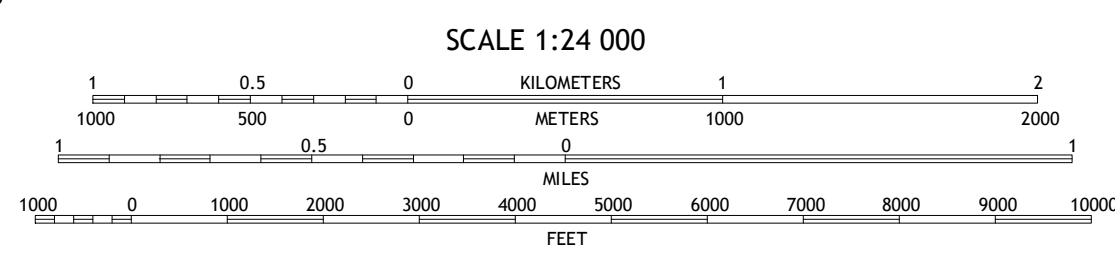 SCALE 1:24 000
1 0.5 0 KILOMETERS 1 2
1000 500 0 METERS 1000 2000
1 0.5 0 1
MILES
1000 0 1000 2000 3000 4000 5000 6000 7000 8000 9000 10000
FEET